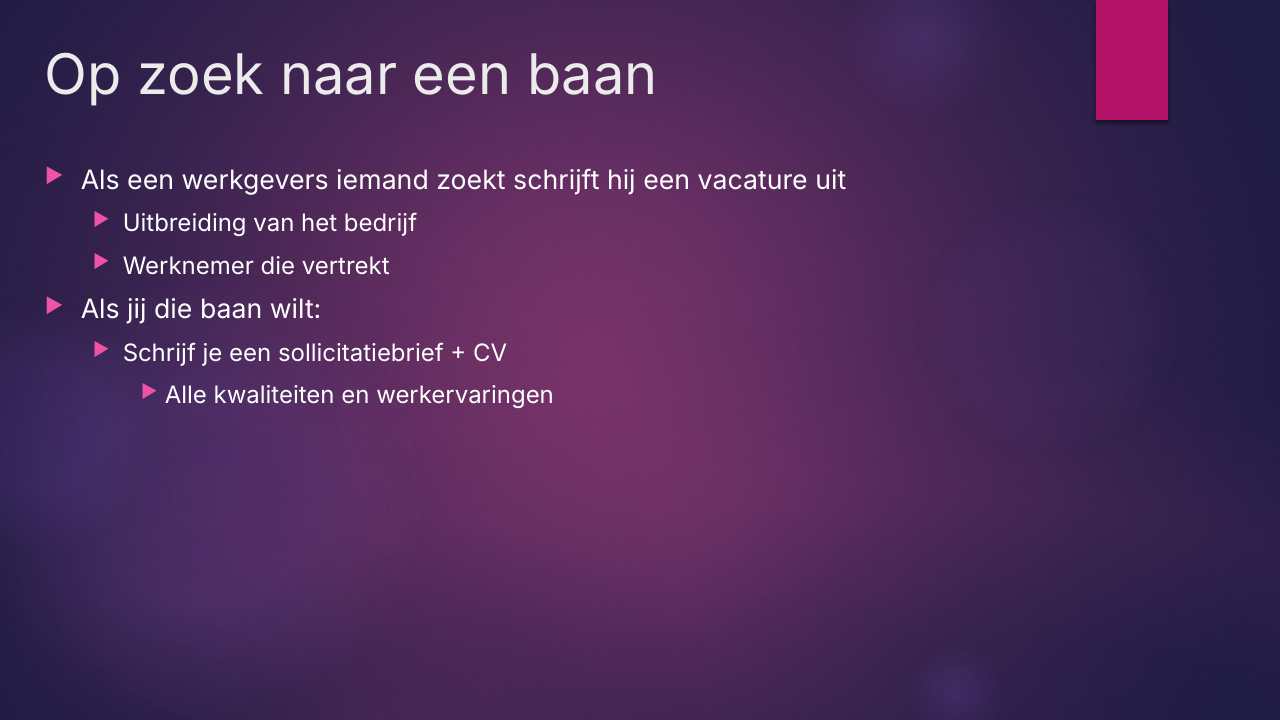 Op zoek naar een baan
Als een werkgevers iemand zoekt schrijft hij een vacature uit
Uitbreiding van het bedrijf
Werknemer die vertrekt
Als jij die baan wilt:
Schrijf je een sollicitatiebrief + CV
Alle kwaliteiten en werkervaringen